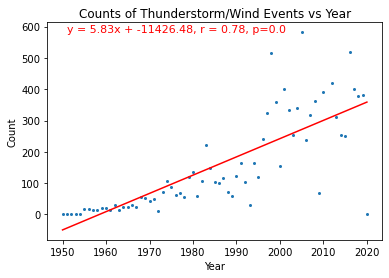 Counts of Thunderstorm/Wind Events vs Year
y = 5.83x + -11426.48, r = 0.78, p=0.0
600
500
400
300
200
100
0
Count
1950 1960 1970 1980 1990 2000 2010 2020
Year